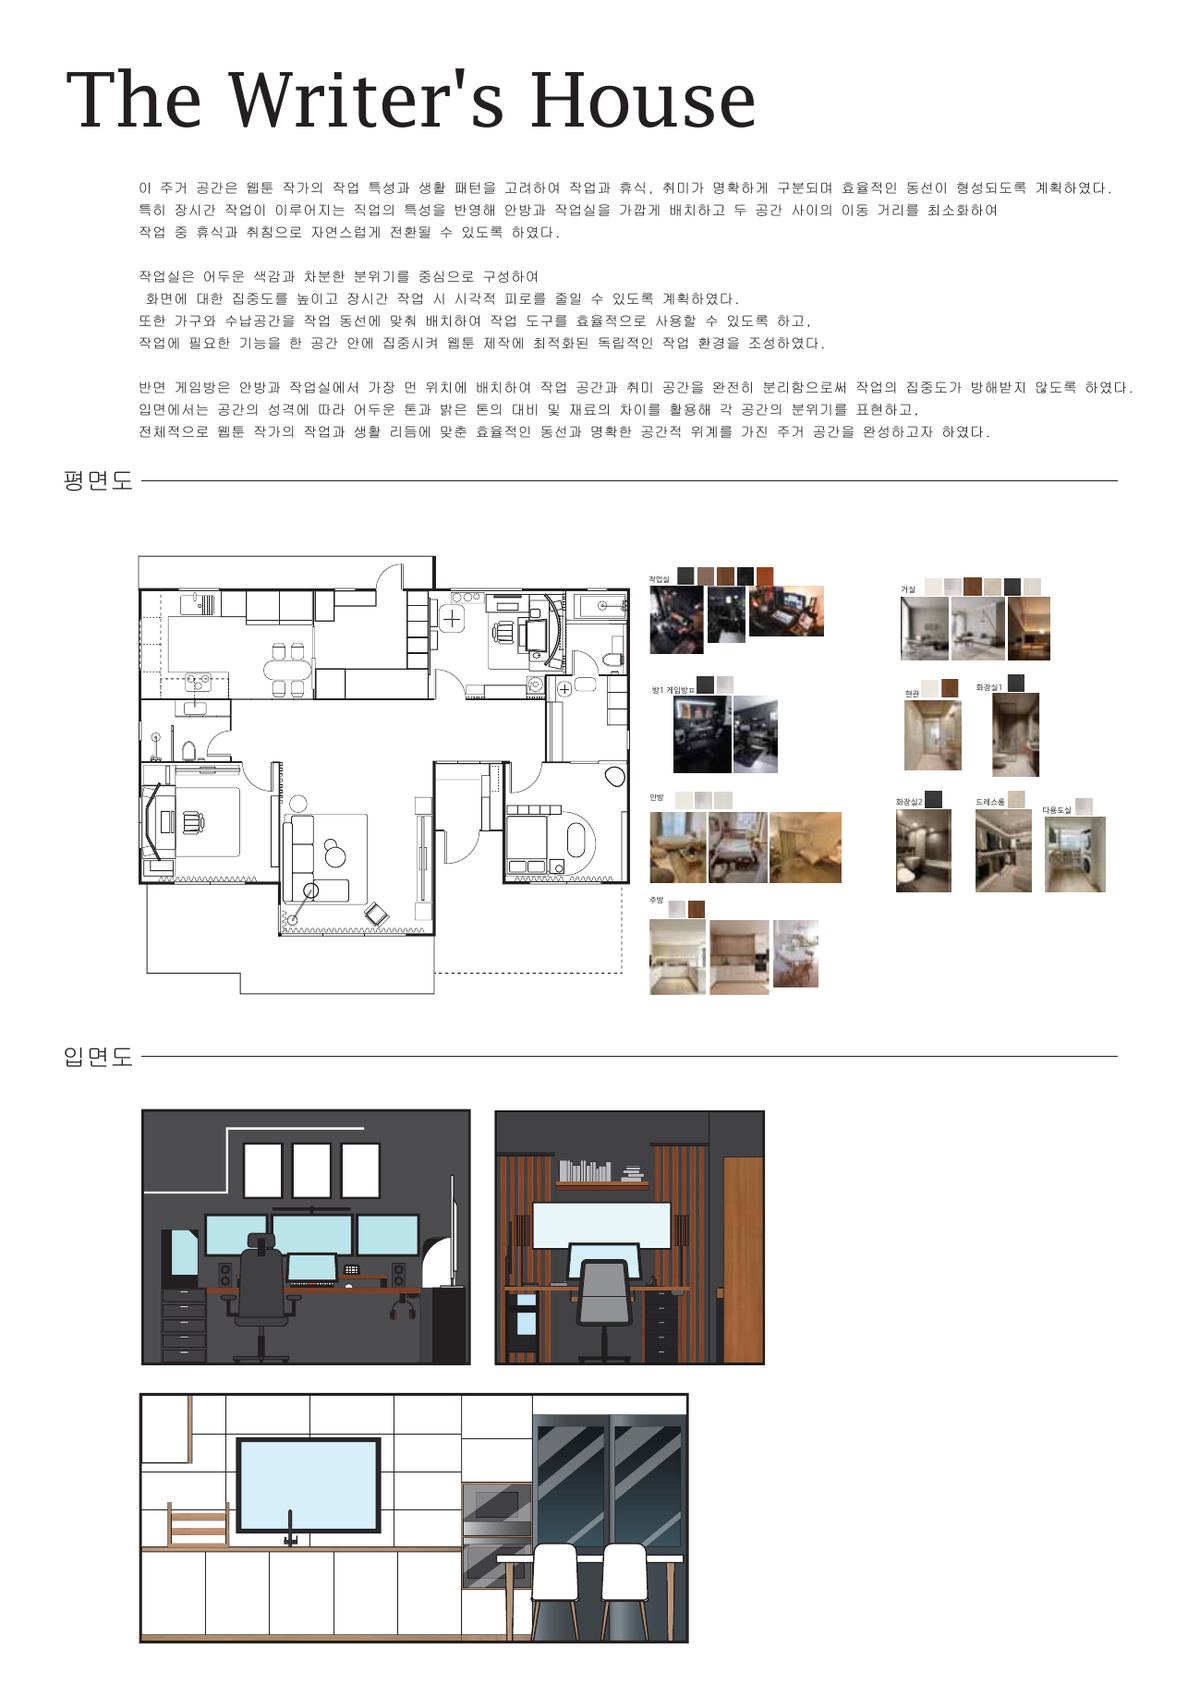 The Writer's House
이 주거 공간은 웹툰 작가의 작업 특성과 생활 패턴을 고려하여 작업과 휴식, 취미가 명확하게 구분되며 효율적인 동선이 형성되도록 계획하였다.
특히 장시간 작업이 이루어지는 직업의 특성을 반영해 안방과 작업실을 가깝게 배치하고 두 공간 사이의 이동 거리를 최소화하여
작업 중 휴식과 취침으로 자연스럽게 전환될 수 있도록 하였다.
작업실은 어두운 색감과 차분한 분위기를 중심으로 구성하여
화면에 대한 집중도를 높이고 장시간 작업 시 시각적 피로를 줄일 수 있도록 계획하였다.
또한 가구와 수납공간을 작업 동선에 맞춰 배치하여 작업 도구를 효율적으로 사용할 수 있도록 하고,
작업에 필요한 기능을 한 공간 안에 집중시켜 웹툰 제작에 최적화된 독립적인 작업 환경을 조성하였다.
반면 게임방은 안방과 작업실에서 가장 먼 위치에 배치하여 작업 공간과 취미 공간을 완전히 분리함으로써 작업의 집중도가 방해받지 않도록 하였다.
입면에서는 공간의 성격에 따라 어두운 톤과 밝은 톤의 대비 및 재료의 차이를 활용해 각 공간의 분위기를 표현하고,
전체적으로 웹툰 작가의 작업과 생활 리듬에 맞춘 효율적인 동선과 명확한 공간적 위계를 가진 주거 공간을 완성하고자 하였다.
평면도
작업실
거실
방1 게임방ㅍ
현관
화장실1
안방
화장실2
드레스룸
다용도실
주방
입면도